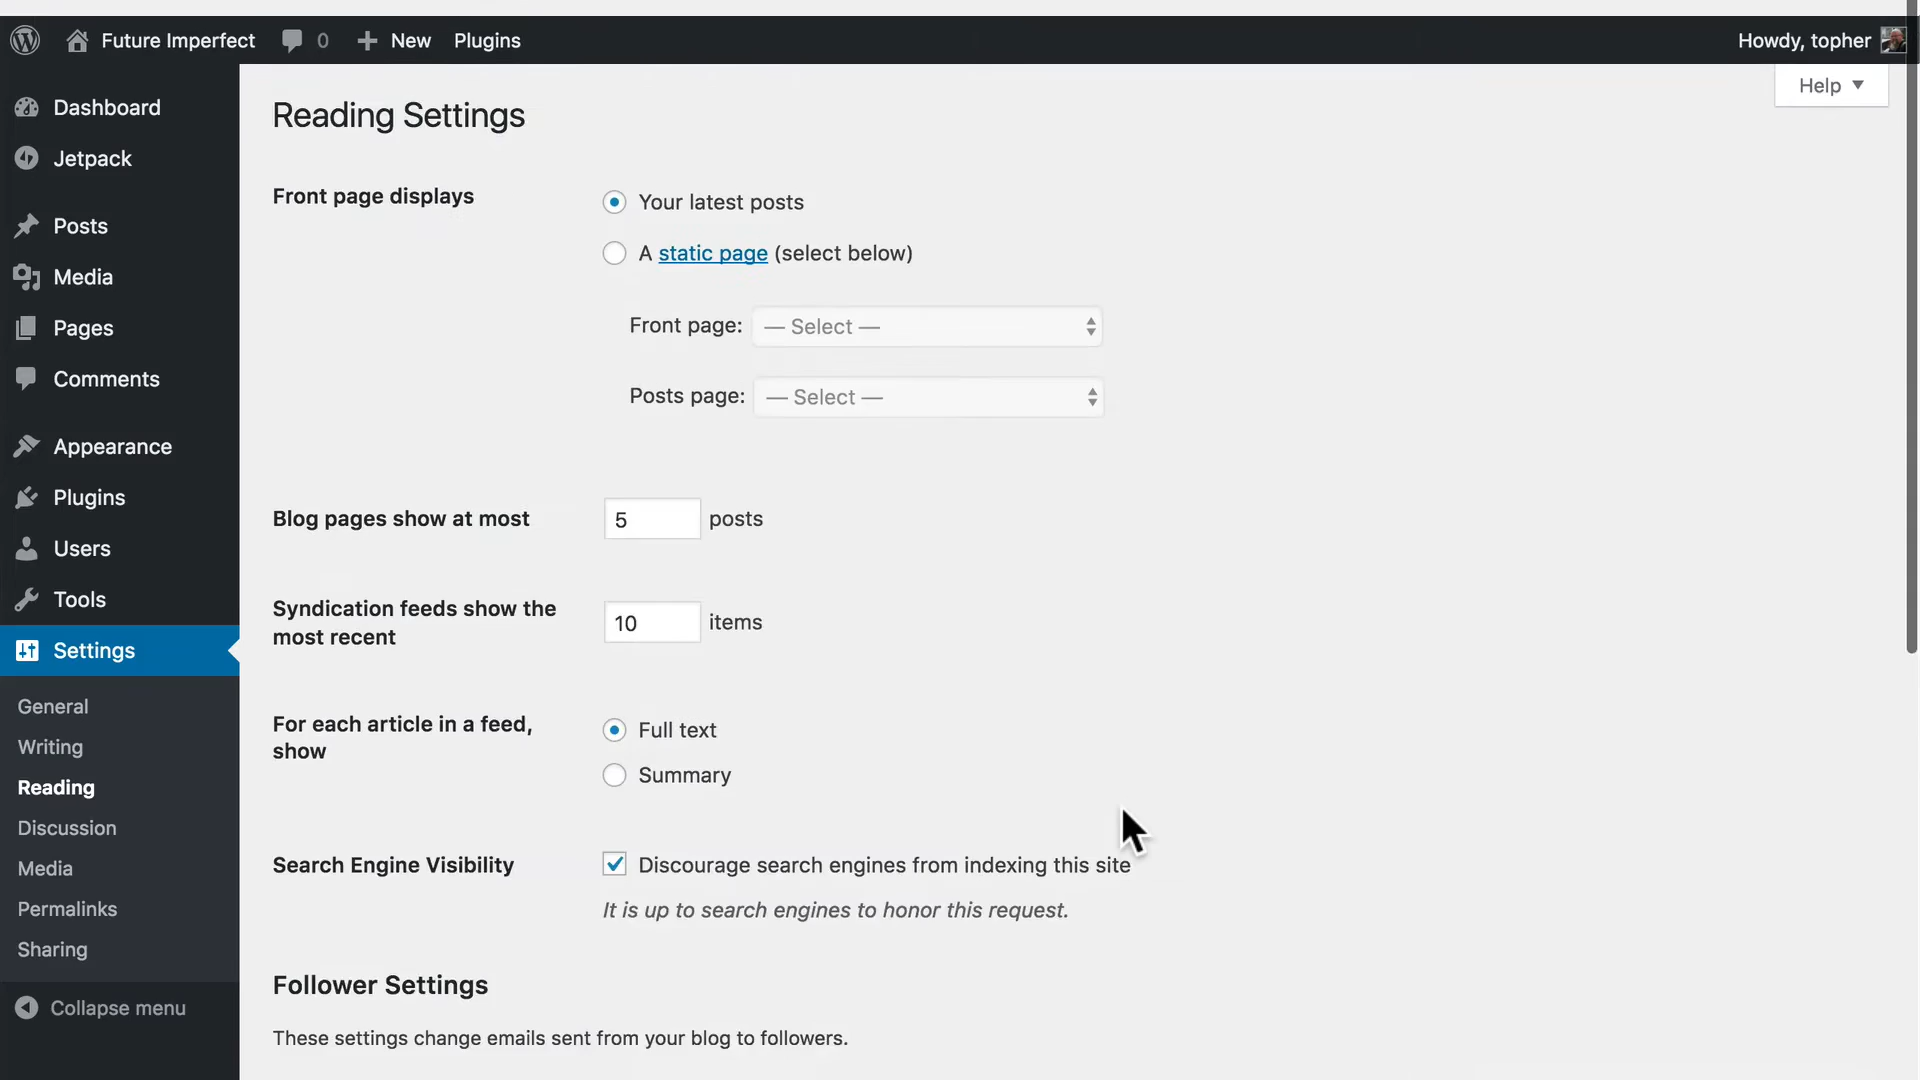 Future Imperfect 0 New Plugins Howdy, topher
Help
Dashboard
Jetpack
Posts
Media
Pages
Comments
Appearance
Plugins
Users
Tools
Settings
General
Writing
Reading
Discussion
Media
Permalinks
Sharing
Collapse menu
Reading Settings
Front page displays
Your latest posts
A static page (select below)
Front page: — Select —
Posts page: — Select —
Blog pages show at most 5 posts
Syndication feeds show the
most recent
10 items
For each article in a feed,
show
Full text
Summary
Search Engine Visibility
Discourage search engines from indexing this site
It is up to search engines to honor this request.
Follower Settings
These settings change emails sent from your blog to followers.